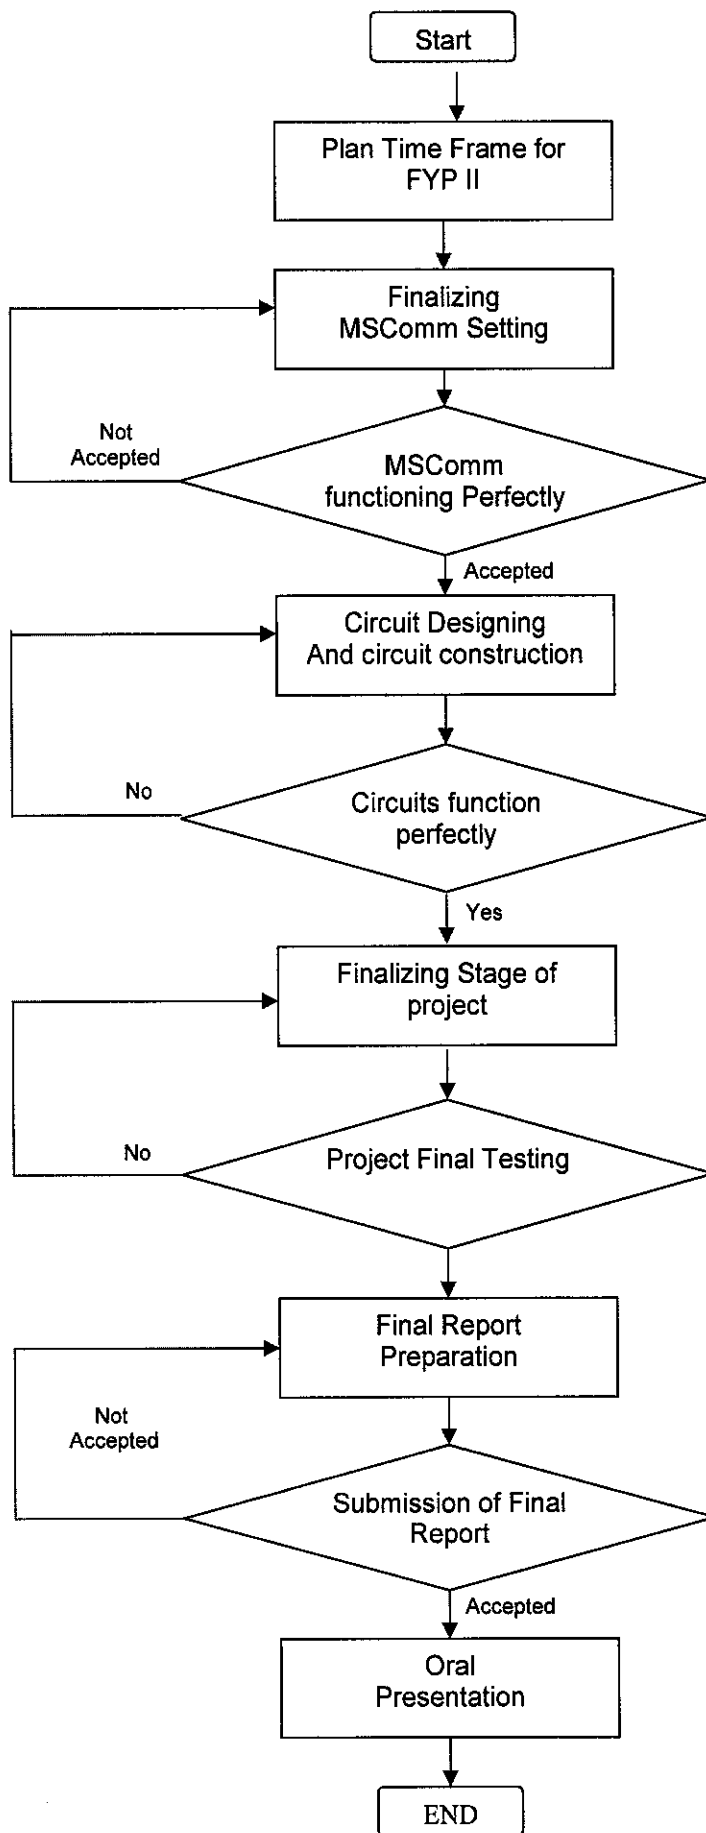 Start
Plan Time Frame for
FYP II
Finalizing
MSComm Setting
Not
Accepted
MSComm
functioning Perfectly
Accepted
Circuit Designing
And circuit construction
No
Circuits function
perfectly
Yes
Finalizing Stage of
project
No
Project Final Testing
Final Report
Preparation
Not
Accepted
Submission of Final
Report
Accepted
Oral
Presentation
END